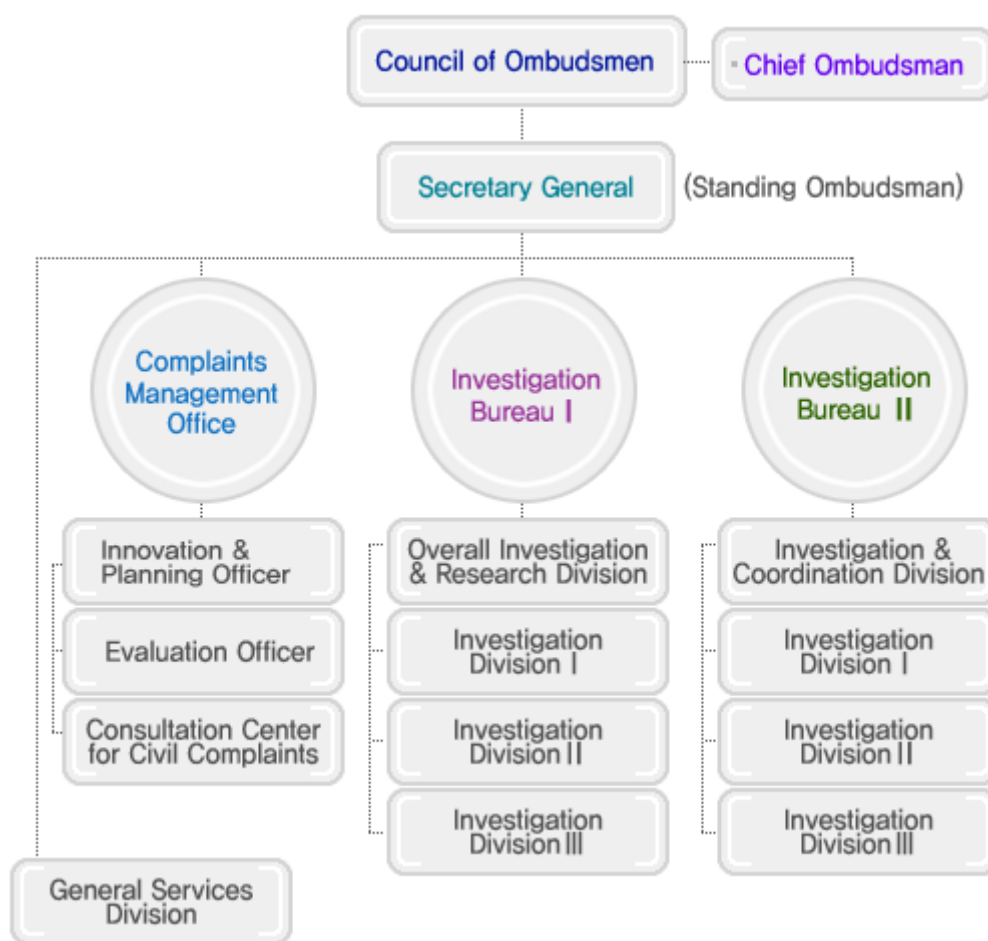 Council of Ombudsmen
Chief Ombudsman
Secretary General
(Standing Ombudsman)
Complaints
Management
Office
Investigation
Bureau Ⅰ
Investigation
Bureau Ⅱ
Innovation &
Planning Officer
Evaluation Officer
Consultation Center
for Civil Complaints
Overall Investigation
& Research Division
Investigation
Division Ⅰ
Investigation
Division Ⅱ
Investigation
Division Ⅲ
Investigation &
Coordination Division
Investigation
Division Ⅰ
Investigation
Division Ⅱ
Investigation
Division Ⅲ
General Services
Division